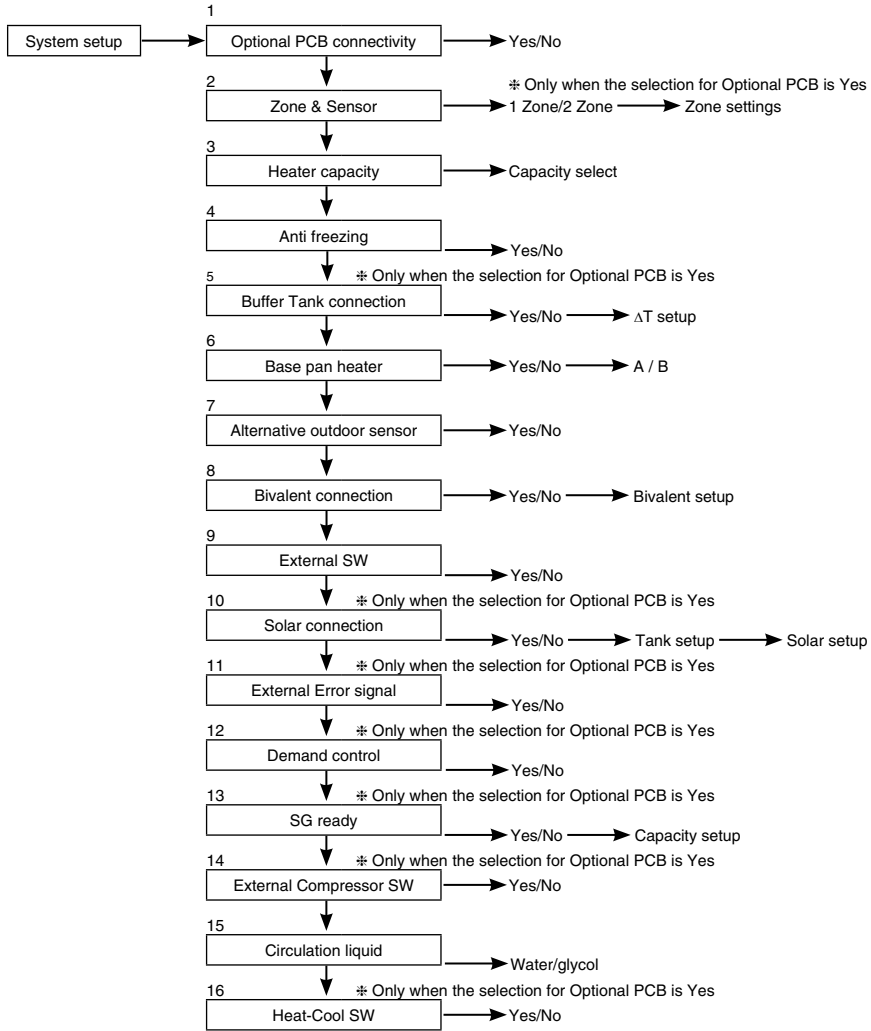 1
System setup Optional PCB connectivity Yes/No
2 ⁜ Only when the selection for Optional PCB is Yes
Zone & Sensor 1 Zone/2 Zone Zone settings
3
Heater capacity Capacity select
4
Anti freezing Yes/No
5 ⁜ Only when the selection for Optional PCB is Yes
Buffer Tank connection Yes/No ΔT setup
6
Base pan heater Yes/No A / B
7
Alternative outdoor sensor Yes/No
8
Bivalent connection Yes/No Bivalent setup
9
External SW Yes/No
10 ⁜ Only when the selection for Optional PCB is Yes
Solar connection Yes/No Tank setup Solar setup
11 ⁜ Only when the selection for Optional PCB is Yes
External Error signal Yes/No
12 ⁜ Only when the selection for Optional PCB is Yes
Demand control Yes/No
13 ⁜ Only when the selection for Optional PCB is Yes
SG ready Yes/No Capacity setup
14 ⁜ Only when the selection for Optional PCB is Yes
External Compressor SW Yes/No
15
Circulation liquid Water/glycol
16 ⁜ Only when the selection for Optional PCB is Yes
Heat-Cool SW Yes/No